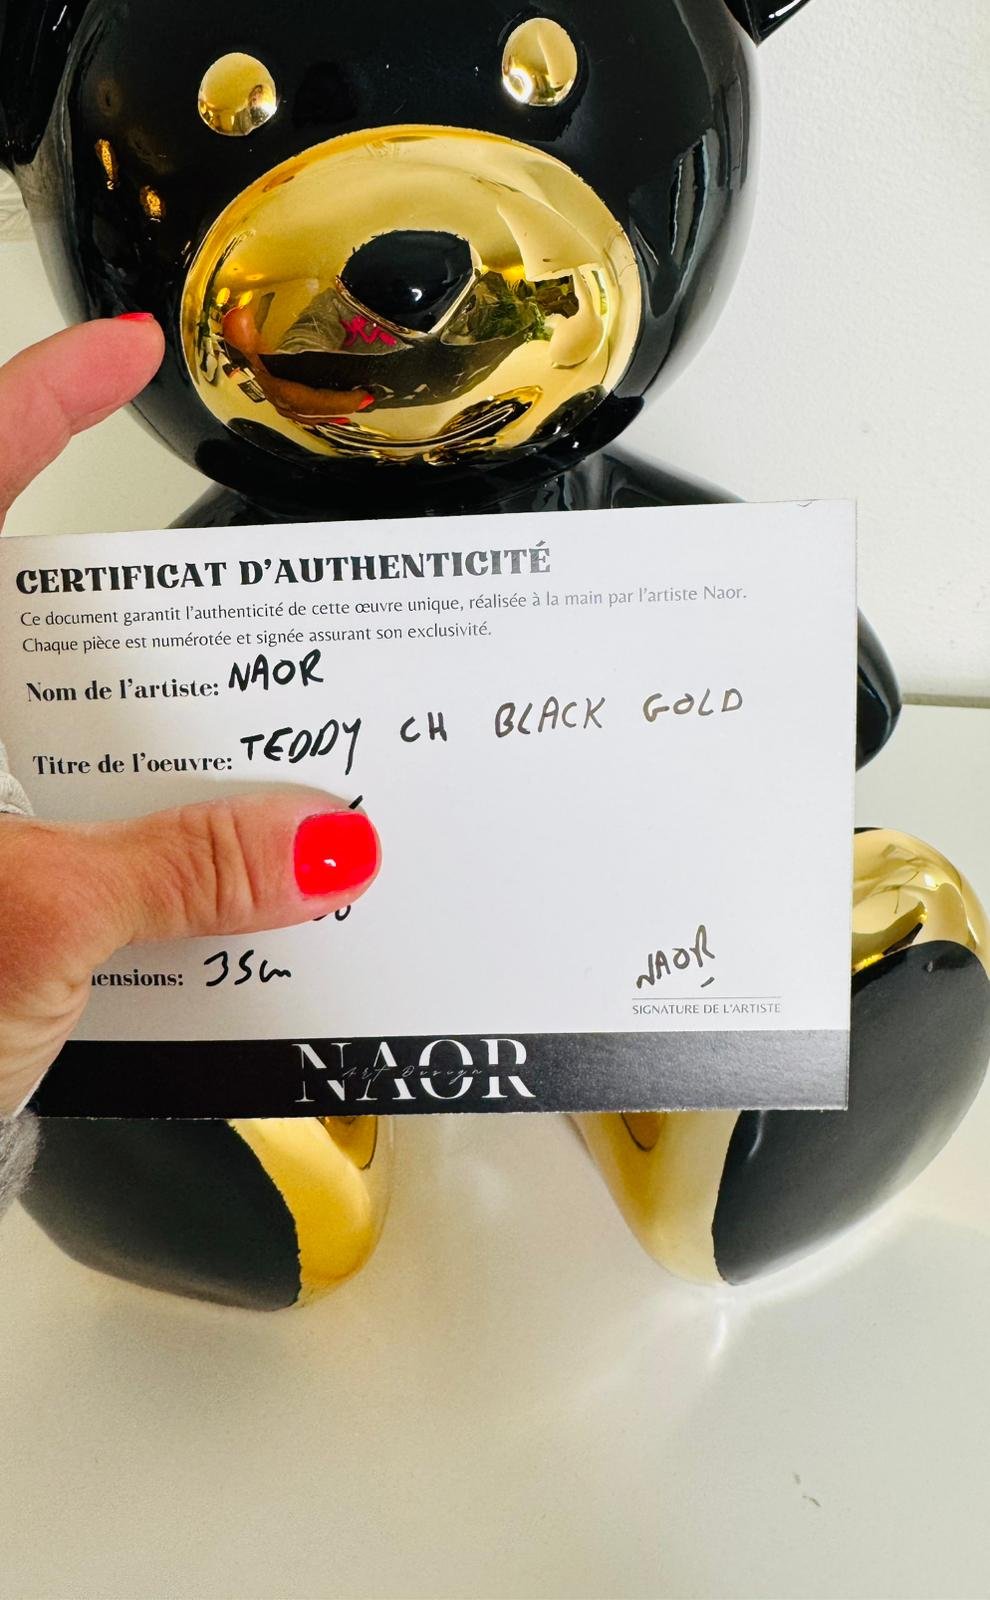 CERTIFICAT D'AUTHENTICITÉ
Ce document garantit l'authenticité de cette œuvre unique, réalisée à la main par l'artiste Naor.
Chaque pièce est numérotée et signée assurant son exclusivité.
Nom de l'artiste: NAOR
Titre de l'oeuvre: TEDDY CH BLACK GOLD
ensions: 35cm
NAOR
SIGNATURE DE L'ARTISTE
NAOR
Art Design